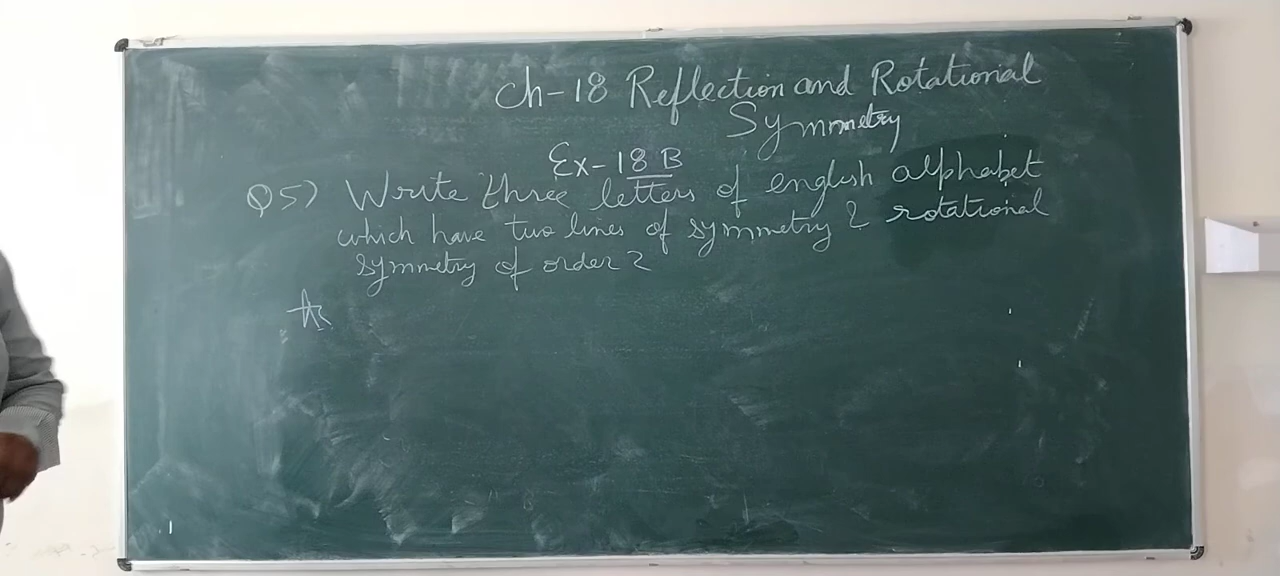 Ch-18 Reflection and Rotational
Symmetry
Ex-18 B
Q5) Write three letters of english alphabet
which have two lines of symmetry & rotational
symmetry of order 2